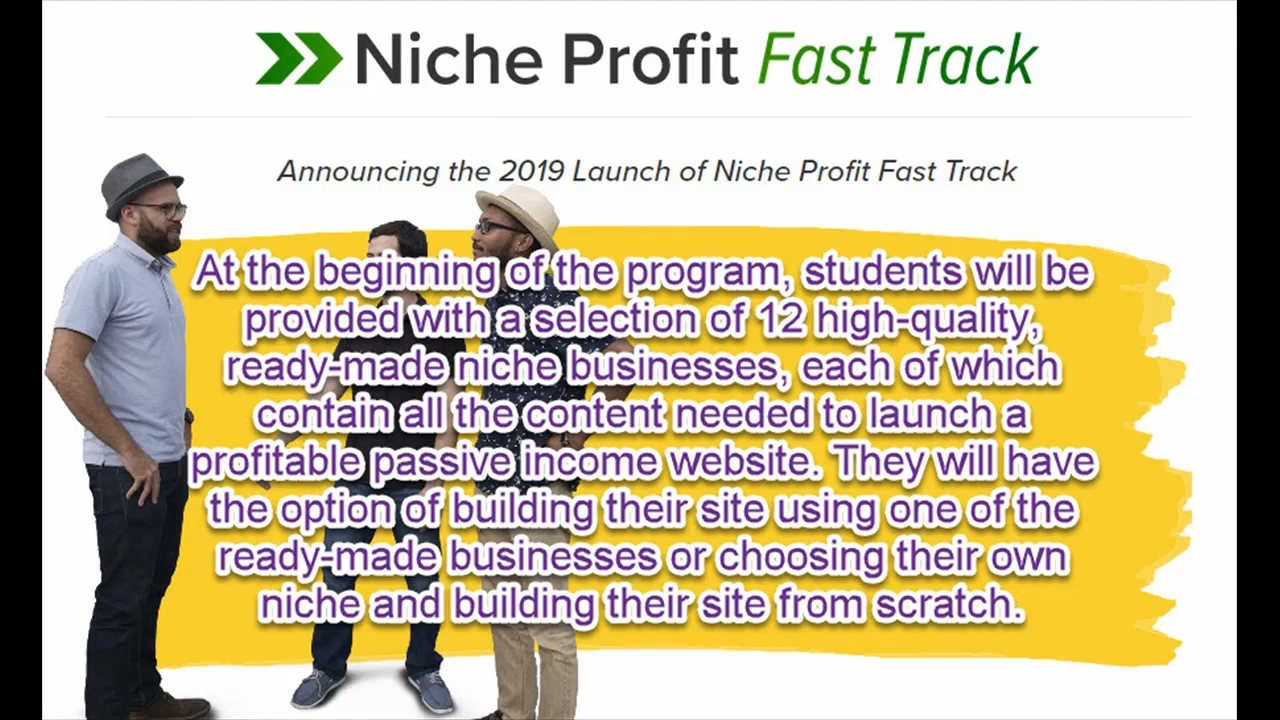 Niche Profit Fast Track
Announcing the 2019 Launch of Niche Profit Fast Track
At the beginning of the program, students will be
provided with a selection of 12 high-quality,
ready-made niche businesses, each of which
contain all the content needed to launch a
profitable passive income website. They will have
the option of building their site using one of the
ready-made businesses or choosing their own
niche and building their site from scratch.